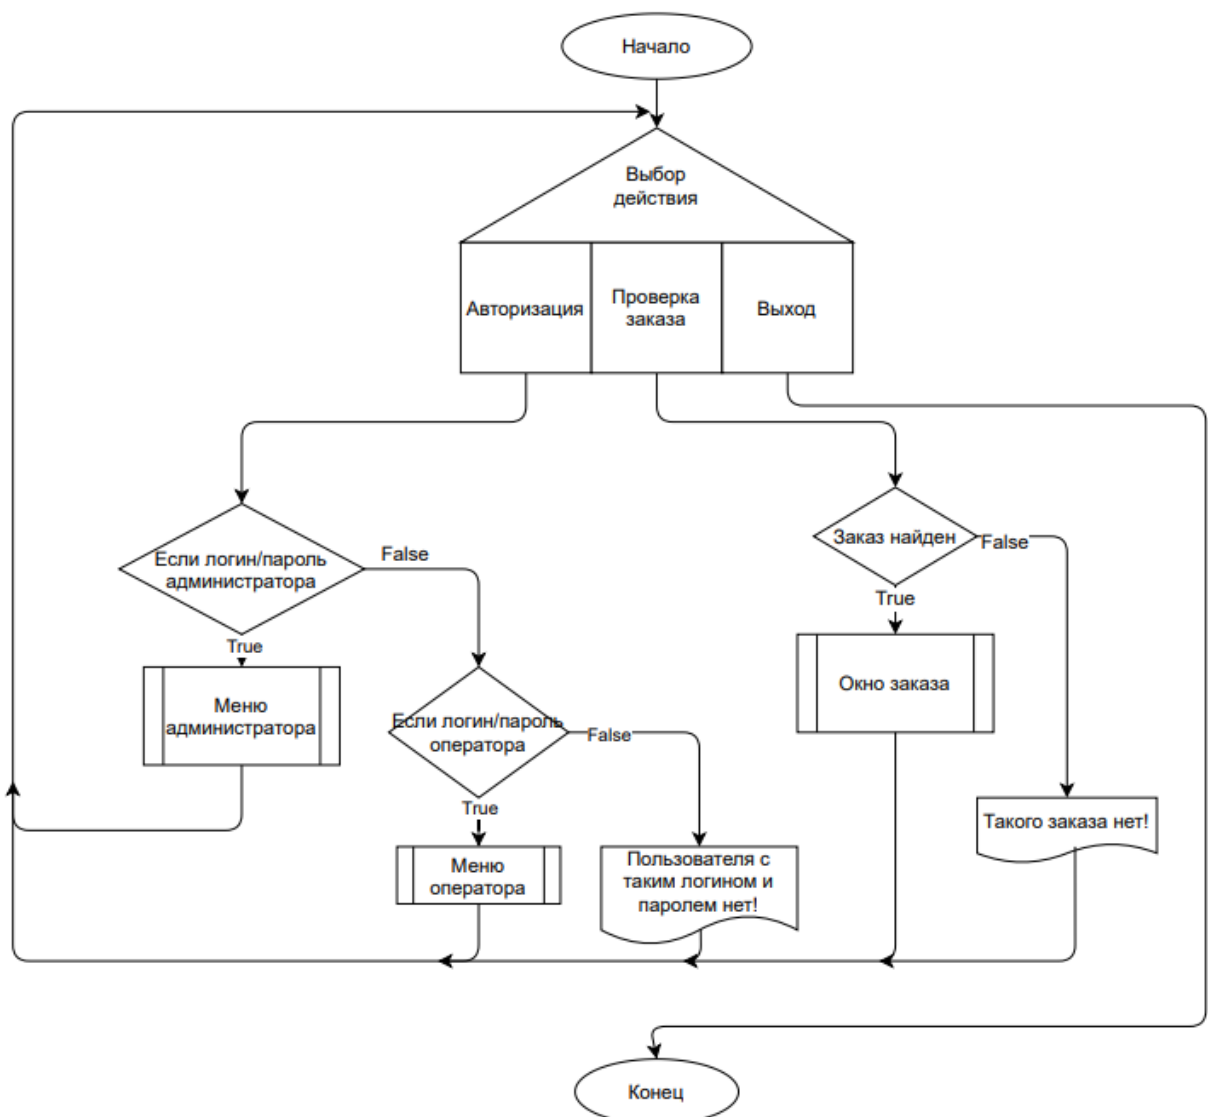 Начало
Выбор
действия
Авторизация
Проверка
заказа
Выход
Если логин/пароль
администратора
False
True
Меню
администратора
Если логин/пароль
оператора
False
True
Меню
оператора
Пользователя с
таким логином и
паролем нет!
Заказ найден
False
True
Окно заказа
Такого заказа нет!
Конец